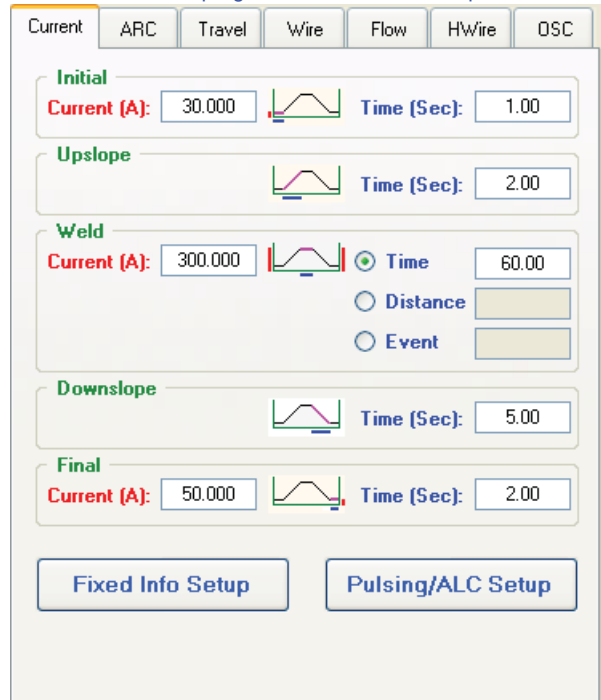 Current ARC Travel Wire Flow HWire OSC
Initial
Current (A): 30.000 Time (Sec): 1.00
Upslope
Time (Sec): 2.00
Weld
Current (A): 300.000 Time 60.00
Distance
Event
Downslope
Time (Sec): 5.00
Final
Current (A): 50.000 Time (Sec): 2.00
Fixed Info Setup Pulsing/ALC Setup